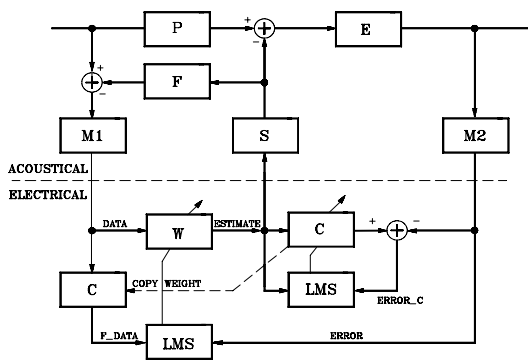 P
+
−
E
+
−
F
M1
S
M2
ACOUSTICAL
ELECTRICAL
DATA
W
ESTIMATE
C
+
−
C
COPY WEIGHT
LMS
ERROR_C
F_DATA
LMS
ERROR